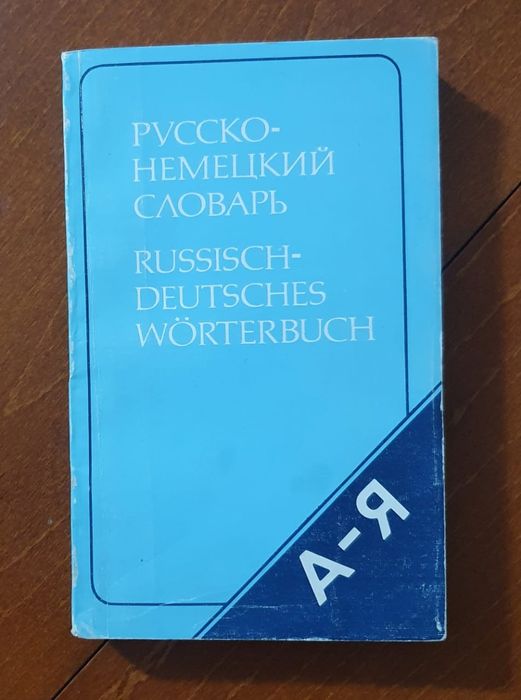 РУССКО-
НЕМЕЦКИЙ
СЛОВАРЬ
RUSSISCH-
DEUTSCHES
WÖRTERBUCH
А-Я